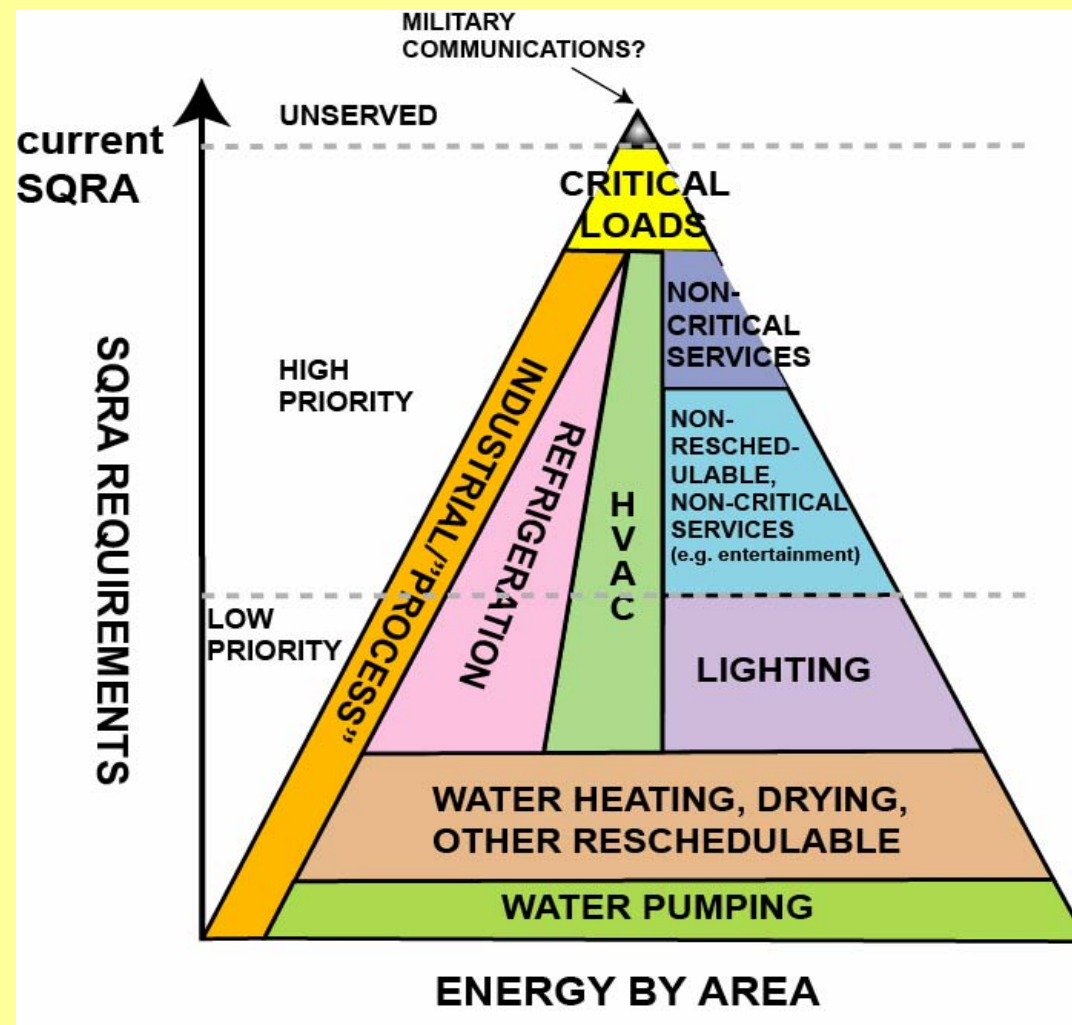 MILITARY
COMMUNICATIONS?
UNSERVED
current
SQRA
CRITICAL
LOADS
NON-
CRITICAL
SERVICES
HIGH
PRIORITY
SQRA REQUIREMENTS
INDUSTRIAL/“PROCESS”
REFRIGERATION
H
V
A
C
NON-
RESCHED-
ULABLE,
NON-CRITICAL
SERVICES
(e.g. entertainment)
LOW
PRIORITY
LIGHTING
WATER HEATING, DRYING,
OTHER RESCHEDULABLE
WATER PUMPING
ENERGY BY AREA